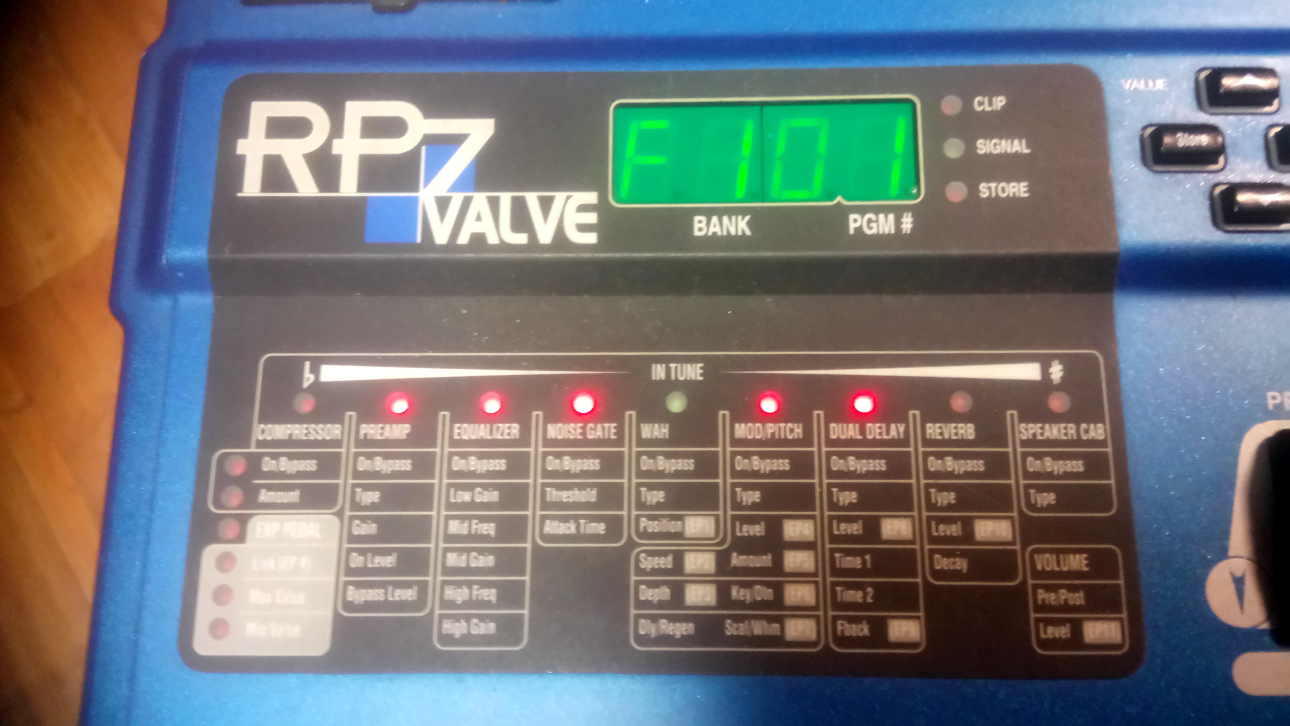 RP7
VALVE
F 101
BANK
PGM #
CLIP
SIGNAL
STORE
VALUE
Store
♭
IN TUNE
#
COMPRESSOR
On/Bypass
Amount
EXP PEDAL
Link (EP #)
Max Value
Min Value
PREAMP
On/Bypass
Type
Gain
On Level
Bypass Level
EQUALIZER
On/Bypass
Low Gain
Mid Freq
Mid Gain
High Freq
High Gain
NOISE GATE
On/Bypass
Threshold
Attack Time
WAH
On/Bypass
Type
Position EP1
Speed EP2
Depth EP3
Dly/Regen
MOD/PITCH
On/Bypass
Type
Level EP4
Amount EP5
Key/Dtn EP6
Scal/Whm EP7
DUAL DELAY
On/Bypass
Type
Level EP8
Time 1
Time 2
Fback EP9
REVERB
On/Bypass
Type
Level EP10
Decay
SPEAKER CAB
On/Bypass
Type
VOLUME
Pre/Post
Level EP11